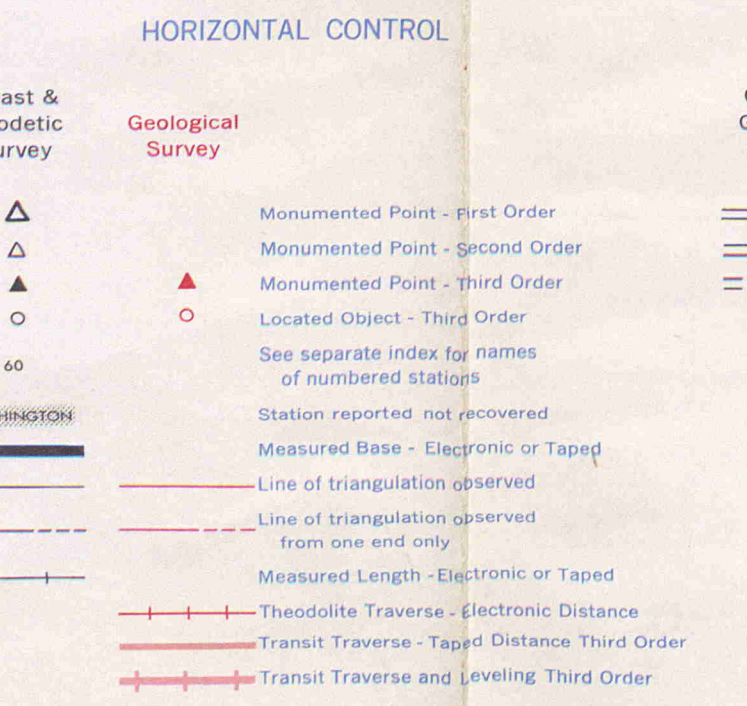 HORIZONTAL CONTROL
ast &
odetic
urvey
Geological
Survey
Monumented Point - First Order
Monumented Point - Second Order
Monumented Point - Third Order
Located Object - Third Order
60
See separate index for names
of numbered stations
HINGTON
Station reported not recovered
Measured Base - Electronic or Taped
Line of triangulation observed
Line of triangulation observed
from one end only
Measured Length - Electronic or Taped
Theodolite Traverse - Electronic Distance
Transit Traverse - Taped Distance Third Order
Transit Traverse and Leveling Third Order